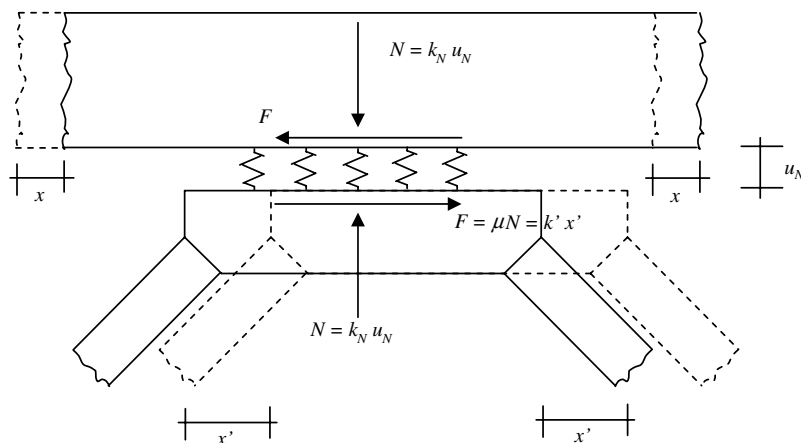 N = k_N u_N
F
x
x
u_N
F = μN = k' x'
N = k_N u_N
x'
x'